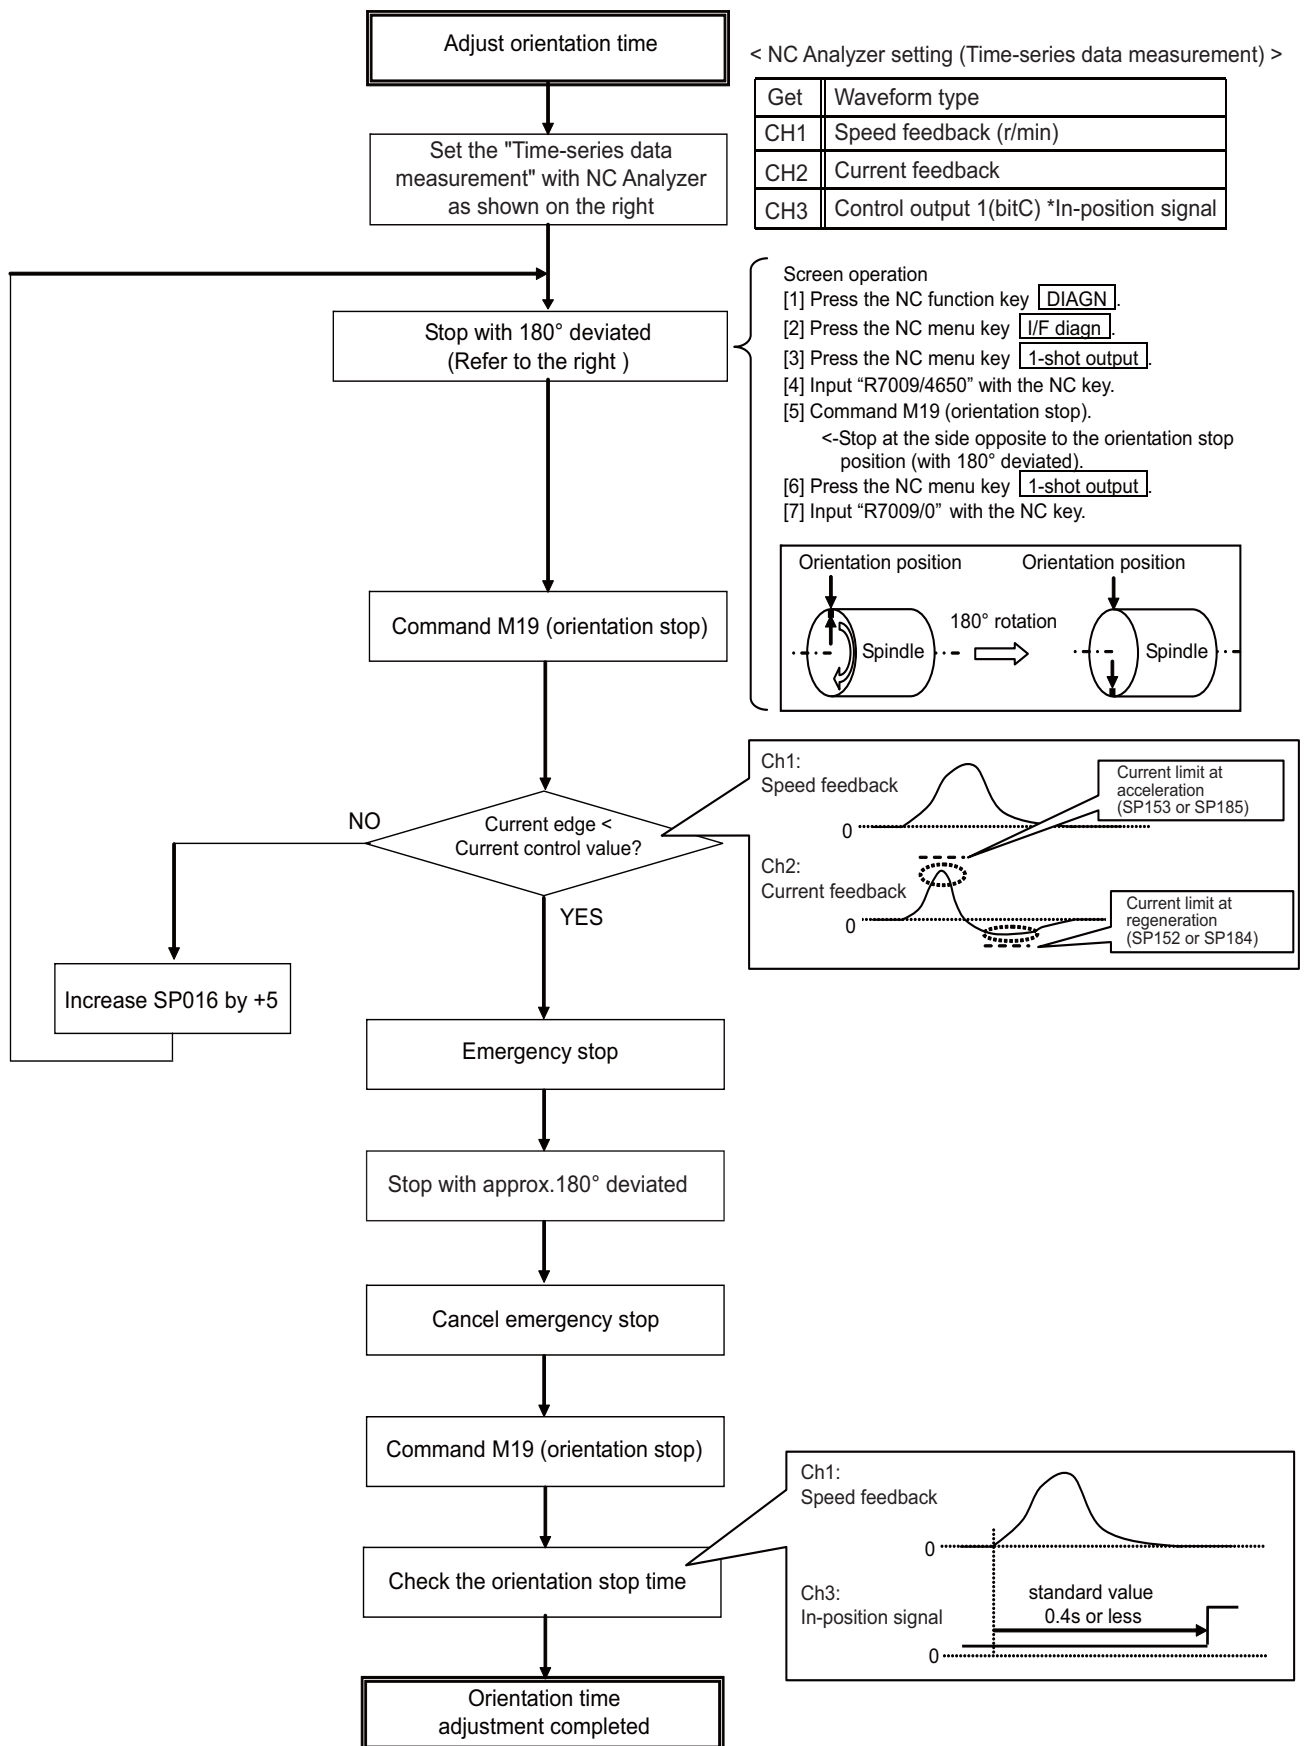 Adjust orientation time
< NC Analyzer setting (Time-series data measurement) >
Get Waveform type
CH1 Speed feedback (r/min)
CH2 Current feedback
CH3 Control output 1(bitC) *In-position signal
Set the "Time-series data
measurement" with NC Analyzer
as shown on the right
Stop with 180° deviated
(Refer to the right )
Screen operation
[1] Press the NC function key DIAGN .
[2] Press the NC menu key I/F diagn .
[3] Press the NC menu key 1-shot output .
[4] Input “R7009/4650” with the NC key.
[5] Command M19 (orientation stop).
<-Stop at the side opposite to the orientation stop
position (with 180° deviated).
[6] Press the NC menu key 1-shot output .
[7] Input “R7009/0” with the NC key.
Orientation position
Orientation position
180° rotation
Spindle
Spindle
Command M19 (orientation stop)
Current edge <
Current control value?
NO
YES
Ch1:
Speed feedback
0
Current limit at
acceleration
(SP153 or SP185)
Ch2:
Current feedback
0
Current limit at
regeneration
(SP152 or SP184)
Increase SP016 by +5
Emergency stop
Stop with approx.180° deviated
Cancel emergency stop
Command M19 (orientation stop)
Check the orientation stop time
Ch1:
Speed feedback
0
Ch3:
In-position signal
standard value
0.4s or less
0
Orientation time
adjustment completed